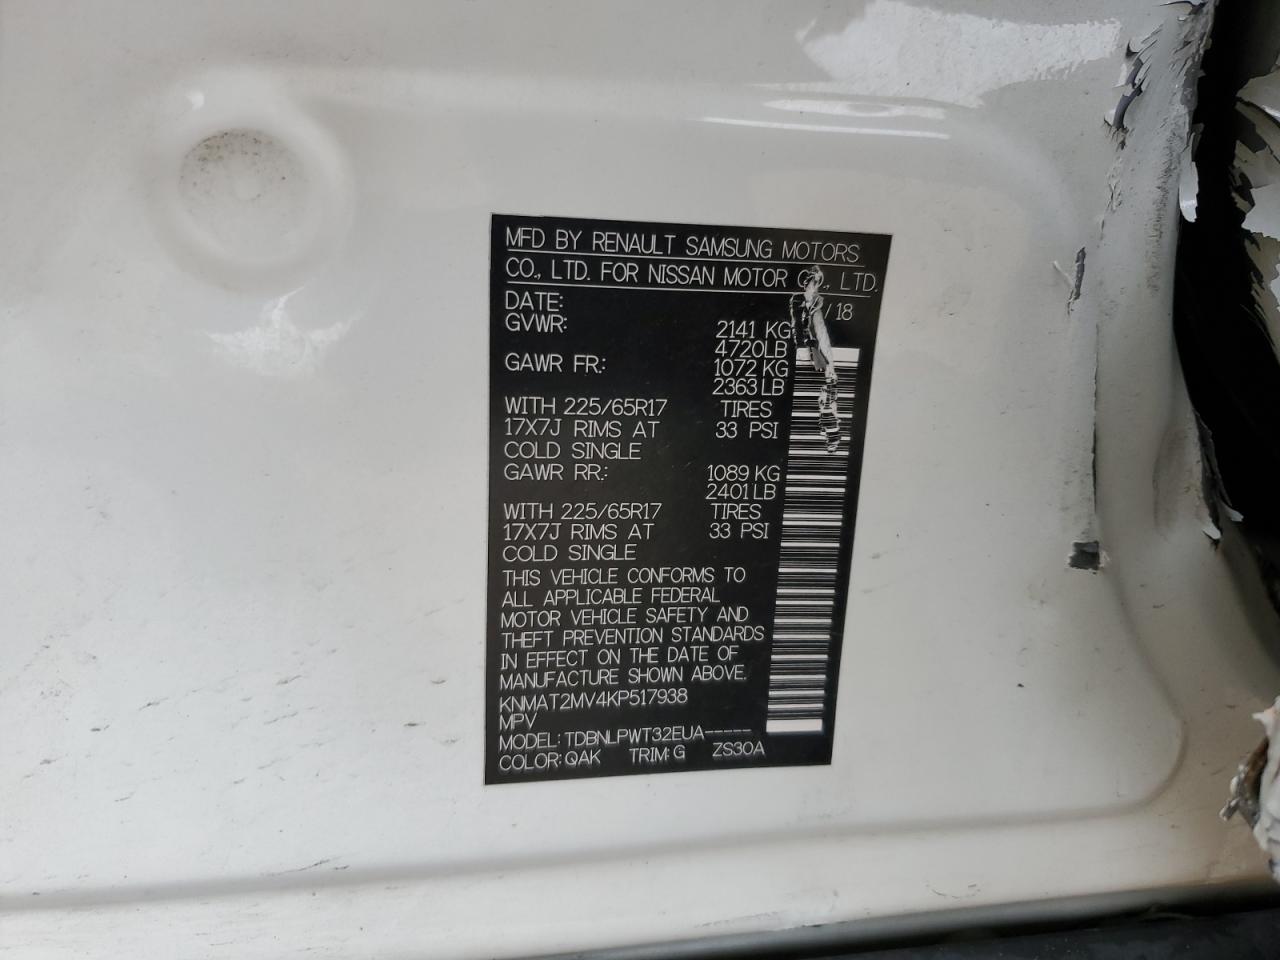 MFD BY RENAULT SAMSUNG MOTORS
CO., LTD. FOR NISSAN MOTOR CO., LTD.
DATE: /18
GVWR: 2141 KG
4720LB
GAWR FR.: 1072 KG
2363 LB
WITH 225/65R17 TIRES
17X7J RIMS AT 33 PSI
COLD SINGLE
GAWR RR.: 1089 KG
2401 LB
WITH 225/65R17 TIRES
17X7J RIMS AT 33 PSI
COLD SINGLE
THIS VEHICLE CONFORMS TO
ALL APPLICABLE FEDERAL
MOTOR VEHICLE SAFETY AND
THEFT PREVENTION STANDARDS
IN EFFECT ON THE DATE OF
MANUFACTURE SHOWN ABOVE.
KNMAT2MV4KP517938
MPV
MODEL: TDBNLPWT32EUA-----
COLOR: QAK TRIM: G ZS30A